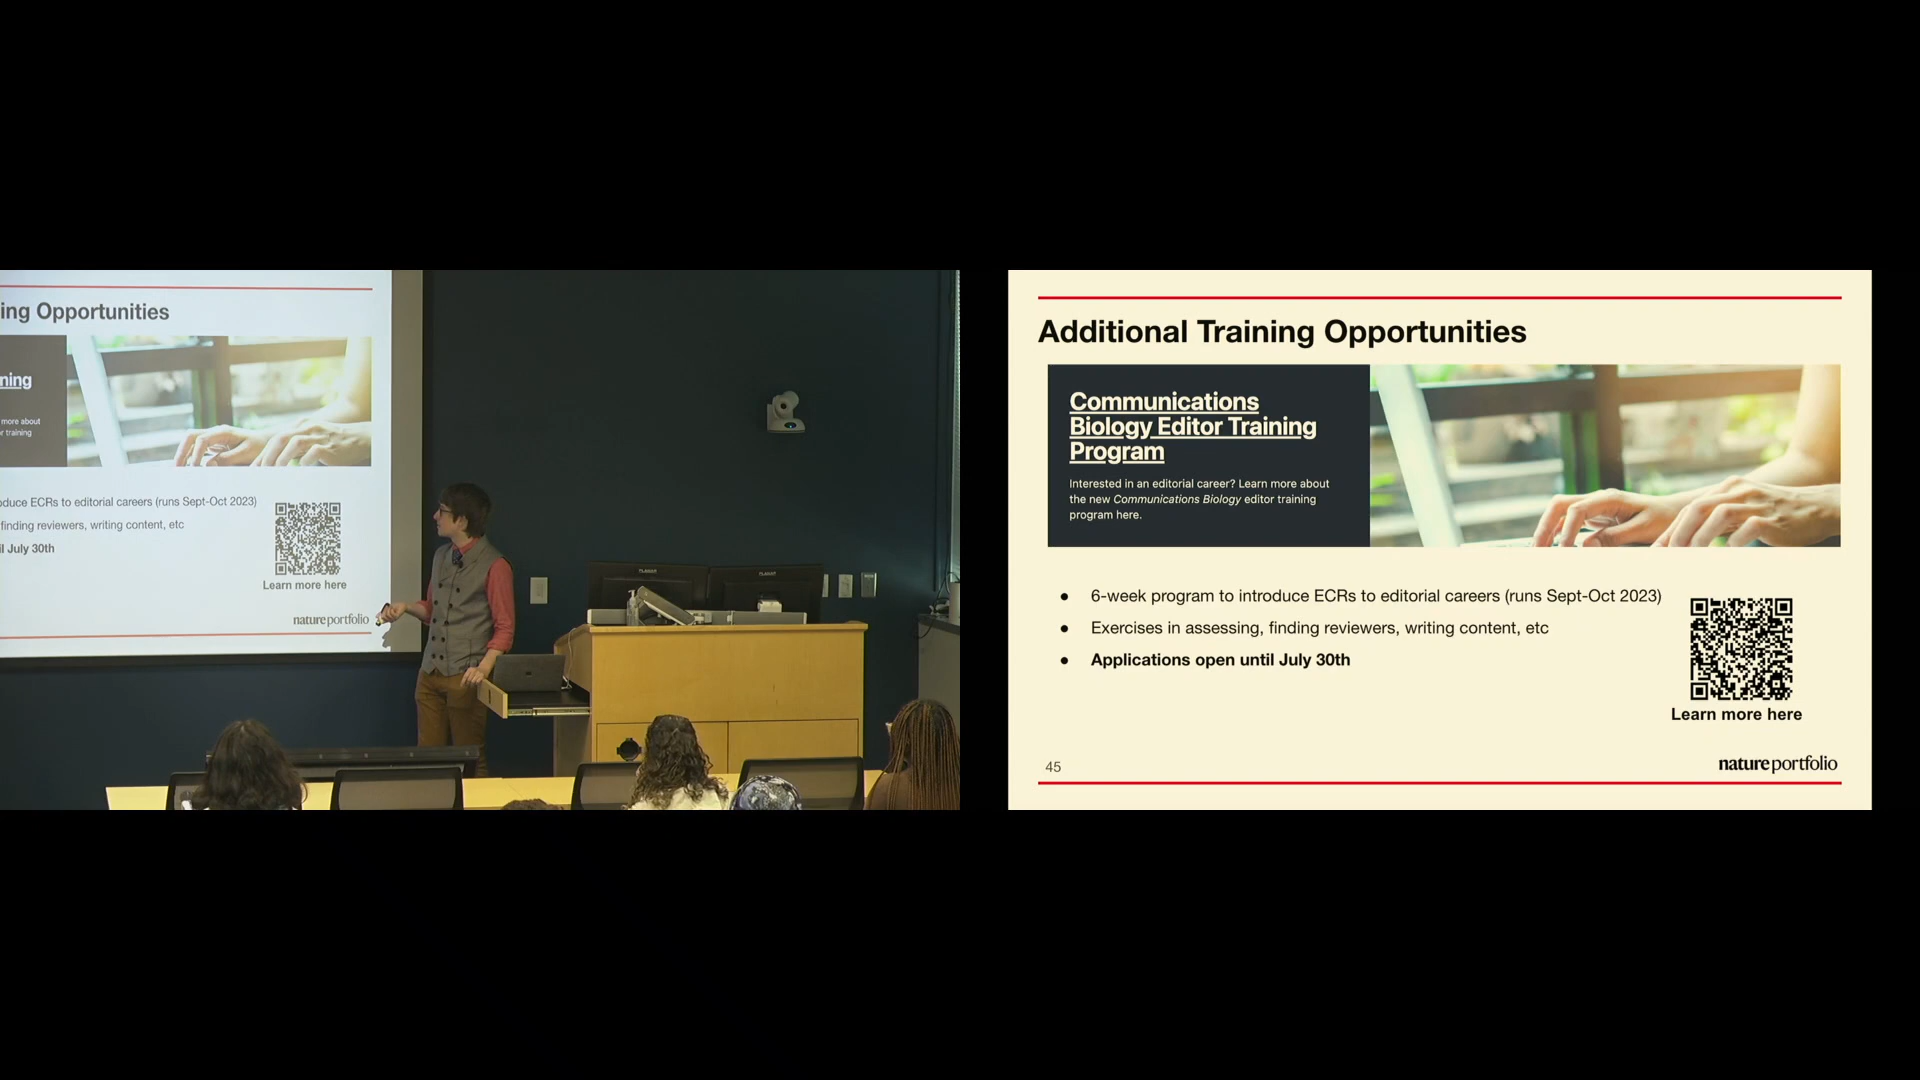 ing Opportunities
ning
more about
r training
duce ECRs to editorial careers (runs Sept-Oct 2023)
finding reviewers, writing content, etc
il July 30th
Learn more here
nature portfolio
PLANAR
PLANAR
Additional Training Opportunities
Communications
Biology Editor Training
Program
Interested in an editorial career? Learn more about
the new Communications Biology editor training
program here.
● 6-week program to introduce ECRs to editorial careers (runs Sept-Oct 2023)
● Exercises in assessing, finding reviewers, writing content, etc
● Applications open until July 30th
Learn more here
45
nature portfolio